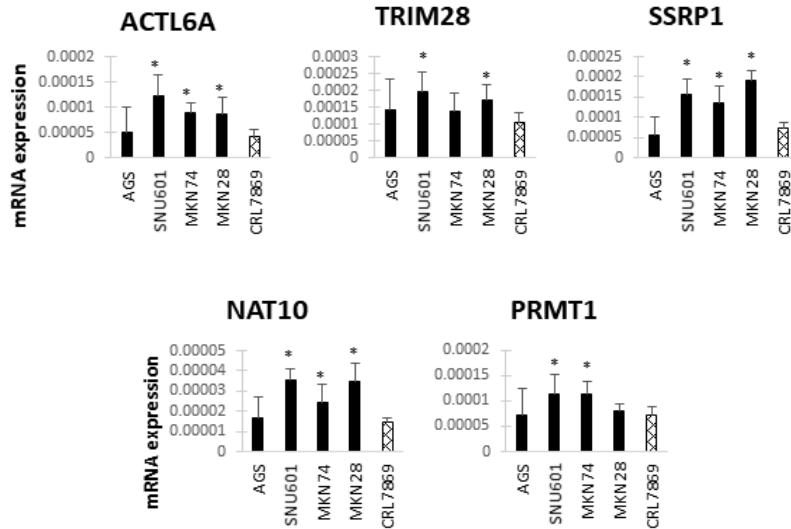 ACTL6A
mRNA expression
0.0002
*
0.00015
*
*
0.0001
0.00005
0
AGS
SNU601
MKN74
MKN28
CRL7869
TRIM28
0.0003
*
0.00025
*
0.0002
0.00015
0.0001
0.00005
0
AGS
SNU601
MKN74
MKN28
CRL7869
SSRP1
0.00025
*
*
*
0.0002
0.00015
0.0001
0.00005
0
AGS
SNU601
MKN74
MKN28
CRL7869
NAT10
mRNA expression
0.00005
*
*
*
0.00004
0.00003
0.00002
0.00001
0
AGS
SNU601
MKN74
MKN28
CRL7869
PRMT1
0.0002
*
*
0.00015
0.0001
0.00005
0
AGS
SNU601
MKN74
MKN28
CRL7869